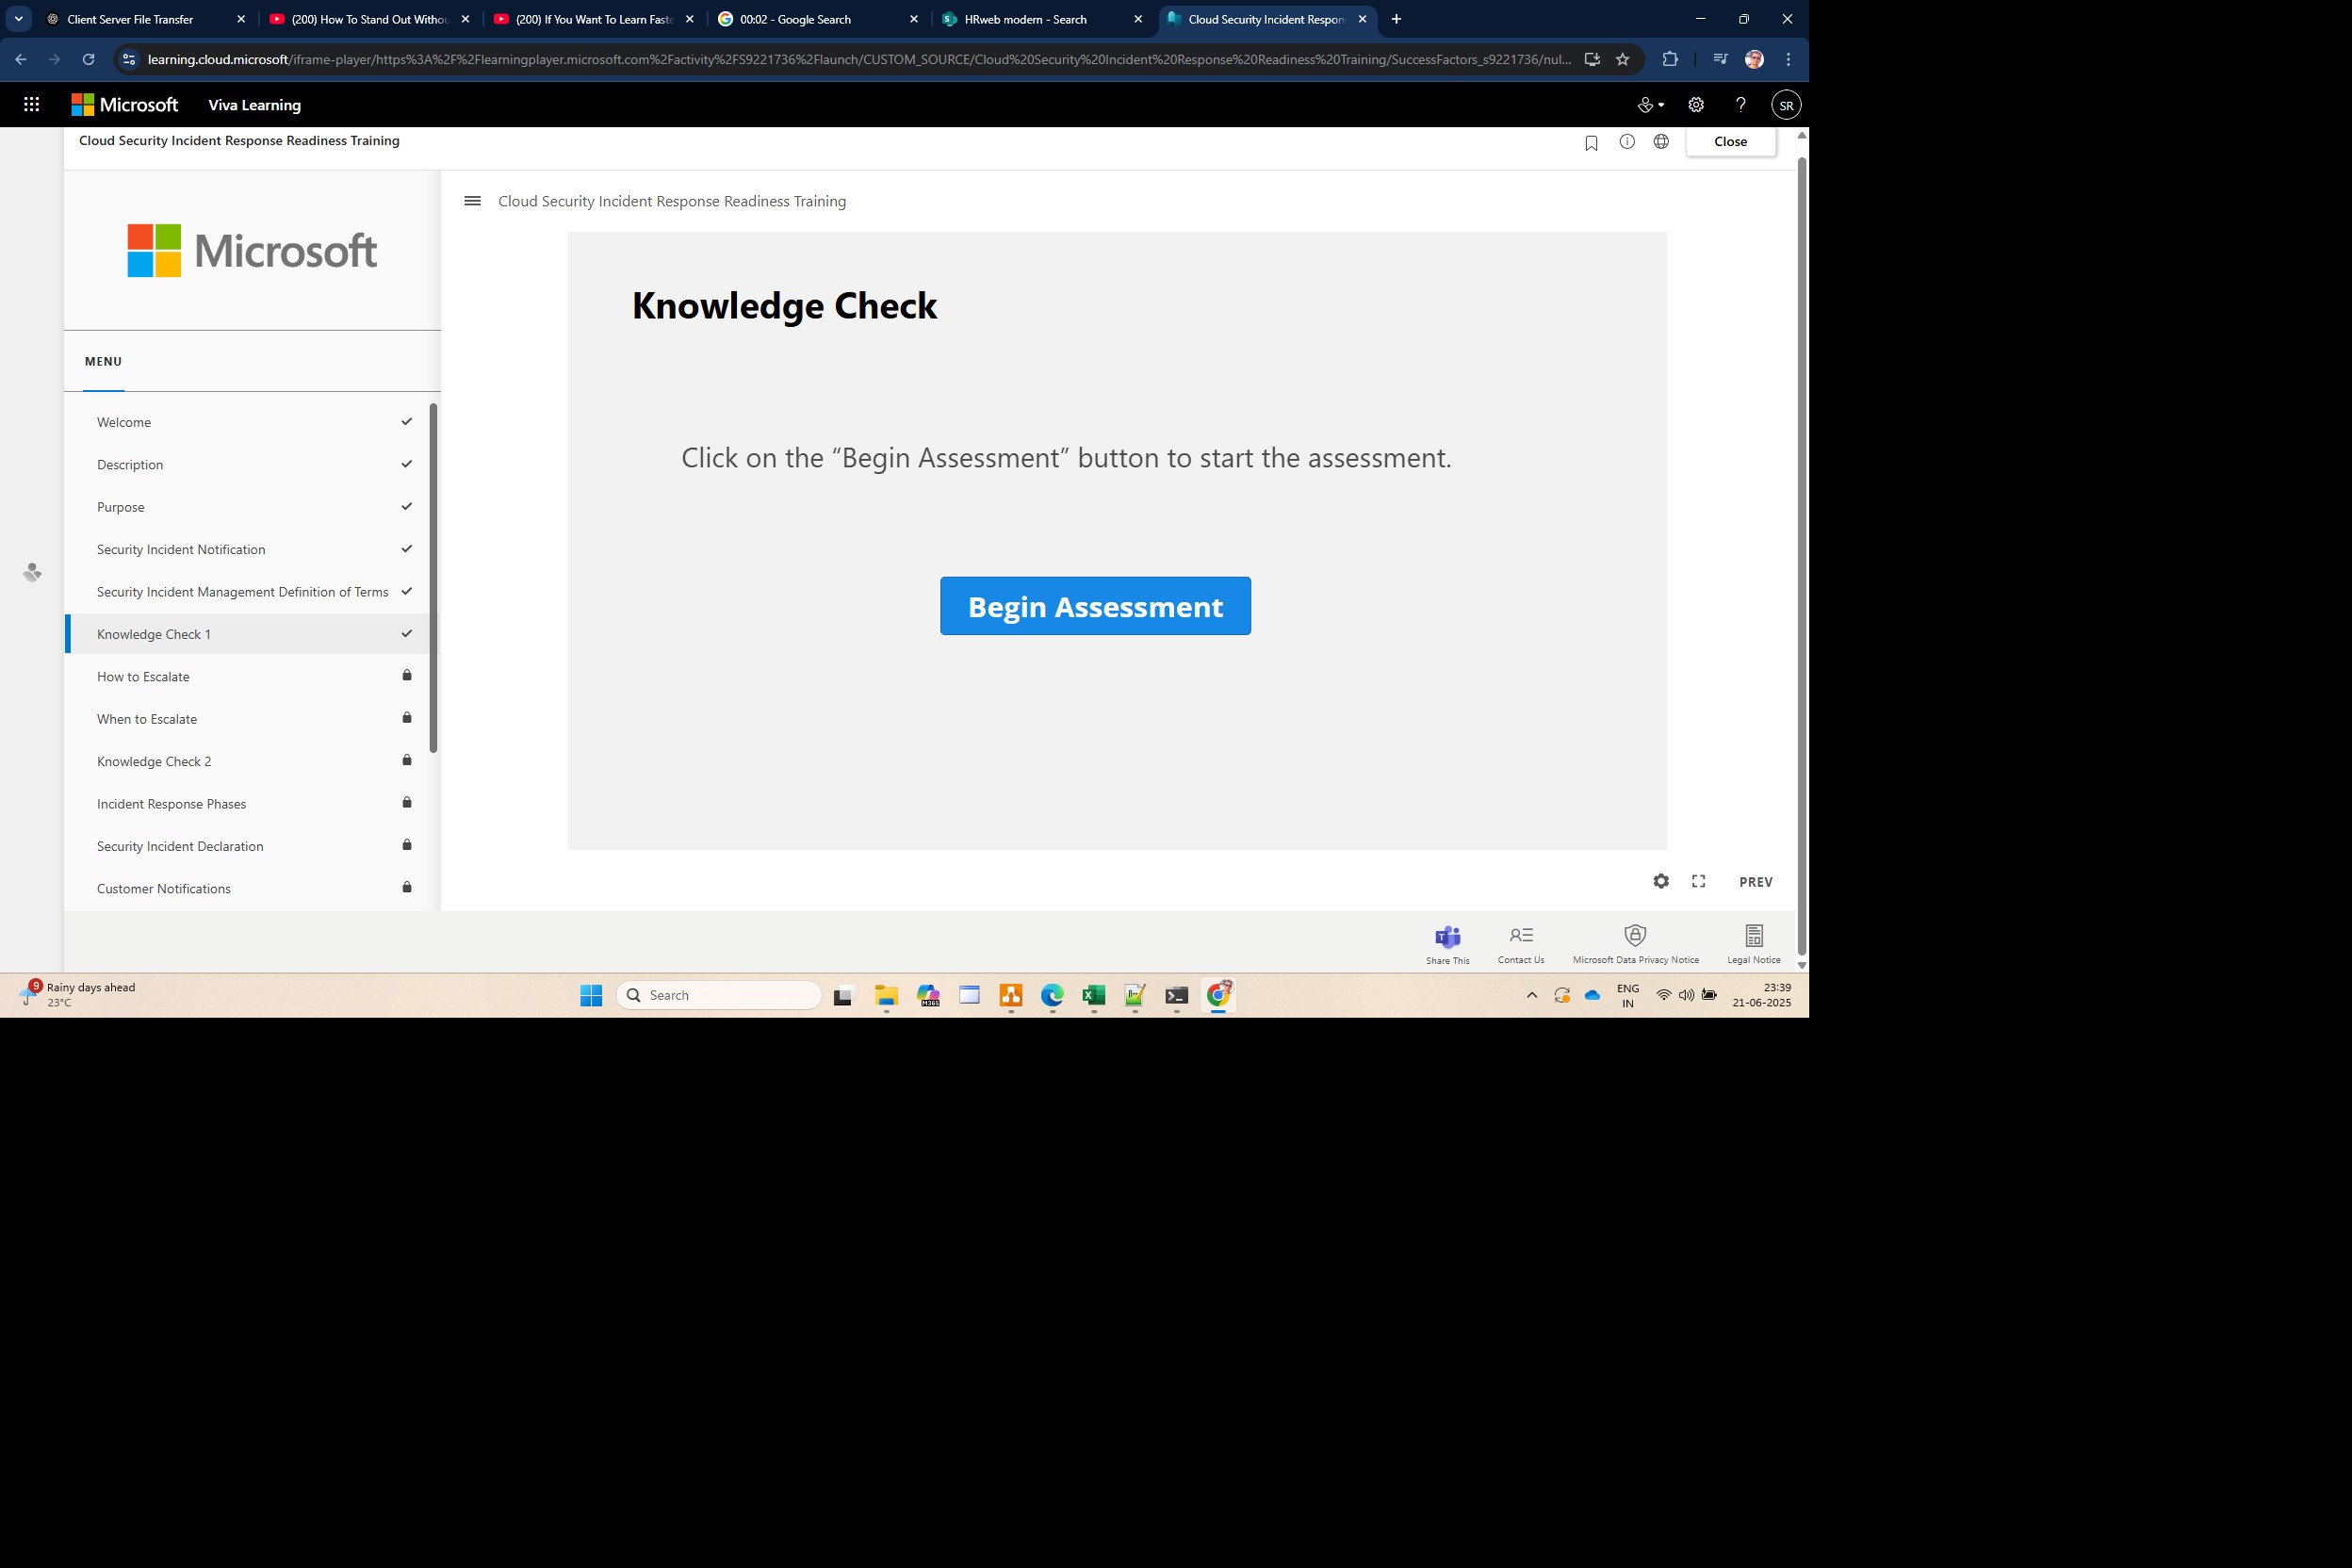 Client Server File Transfer
(200) How To Stand Out Withou
(200) If You Want To Learn Faste
00:02 - Google Search
HRweb modern - Search
Cloud Security Incident Respon
learning.cloud.microsoft/iframe-player/https%3A%2F%2Flearningplayer.microsoft.com%2Factivity%2FS9221736%2Flaunch/CUSTOM_SOURCE/Cloud%20Security%20Incident%20Response%20Readiness%20Training/SuccessFactors_s9221736/nul...
Microsoft
Viva Learning
?
SR
Cloud Security Incident Response Readiness Training
Close
Microsoft
MENU
Welcome
Description
Purpose
Security Incident Notification
Security Incident Management Definition of Terms
Knowledge Check 1
How to Escalate
When to Escalate
Knowledge Check 2
Incident Response Phases
Security Incident Declaration
Customer Notifications
Cloud Security Incident Response Readiness Training
Knowledge Check
Click on the “Begin Assessment” button to start the assessment.
Begin Assessment
PREV
Share This
Contact Us
Microsoft Data Privacy Notice
Legal Notice
9
Rainy days ahead
23°C
Search
M365
ENG
IN
23:39
21-06-2025